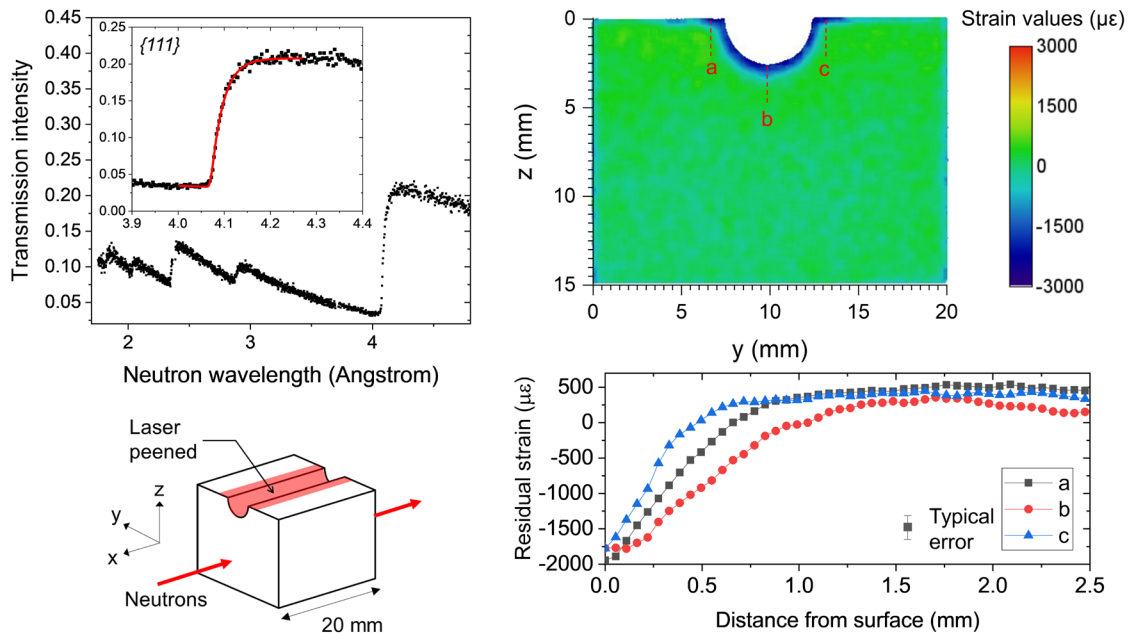 0.45
0.40
0.35
0.30
0.25
0.20
0.15
0.10
0.05
Transmission intensity
2
3
4
Neutron wavelength (Angstrom)
{111}
0.25
0.20
0.15
0.10
0.05
0.00
3.9
4.0
4.1
4.2
4.3
4.4
0
5
10
15
z (mm)
a
b
c
0
5
10
15
20
y (mm)
Strain values (με)
3000
1500
0
-1500
-3000
Laser
peened
z
y
x
Neutrons
20 mm
500
0
-500
-1000
-1500
-2000
Residual strain (με)
Typical
error
a
b
c
0.0
0.5
1.0
1.5
2.0
2.5
Distance from surface (mm)